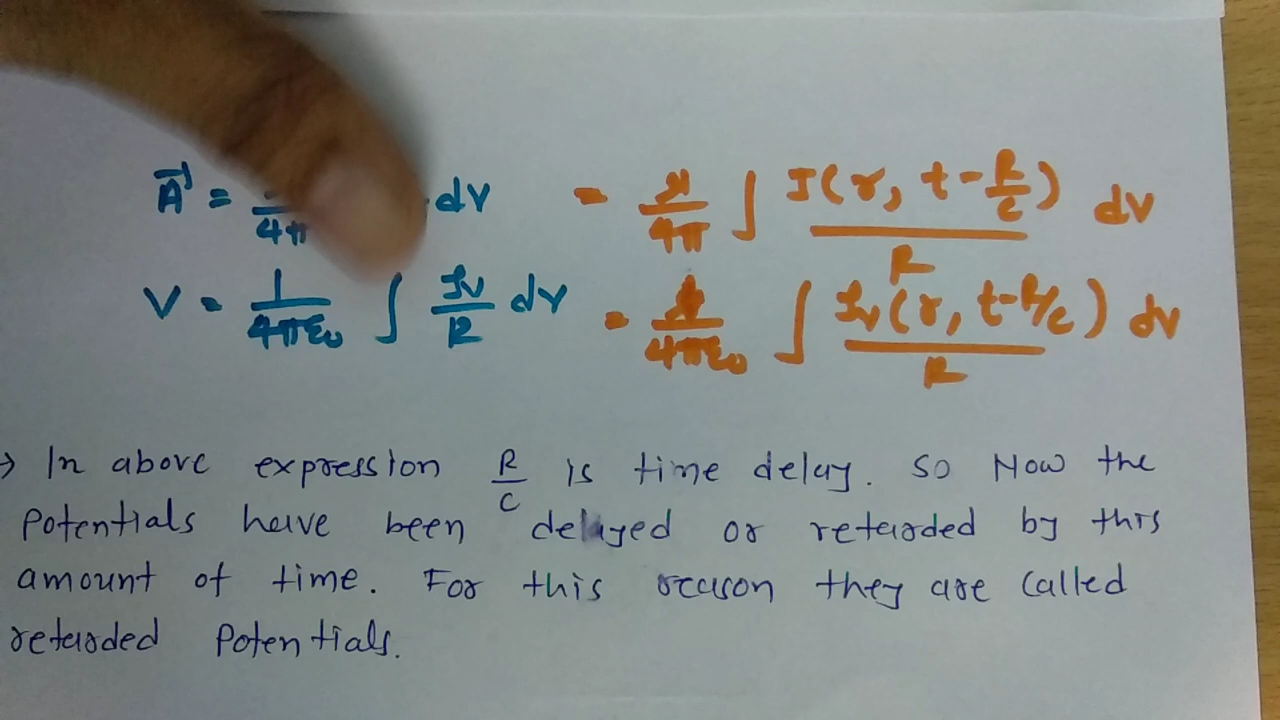 A⃗ = /4π dv = μ/4π ∫ J(r, t-R/c)/R dv
V = 1/4πε₀ ∫ ρv/R dv = 1/4πε₀ ∫ ρv(r, t-R/c)/R dv
→ In above expression R/c is time delay. So Now the
Potentials have been delayed or retarded by this
amount of time. For this reason they are called
retarded Potentials.